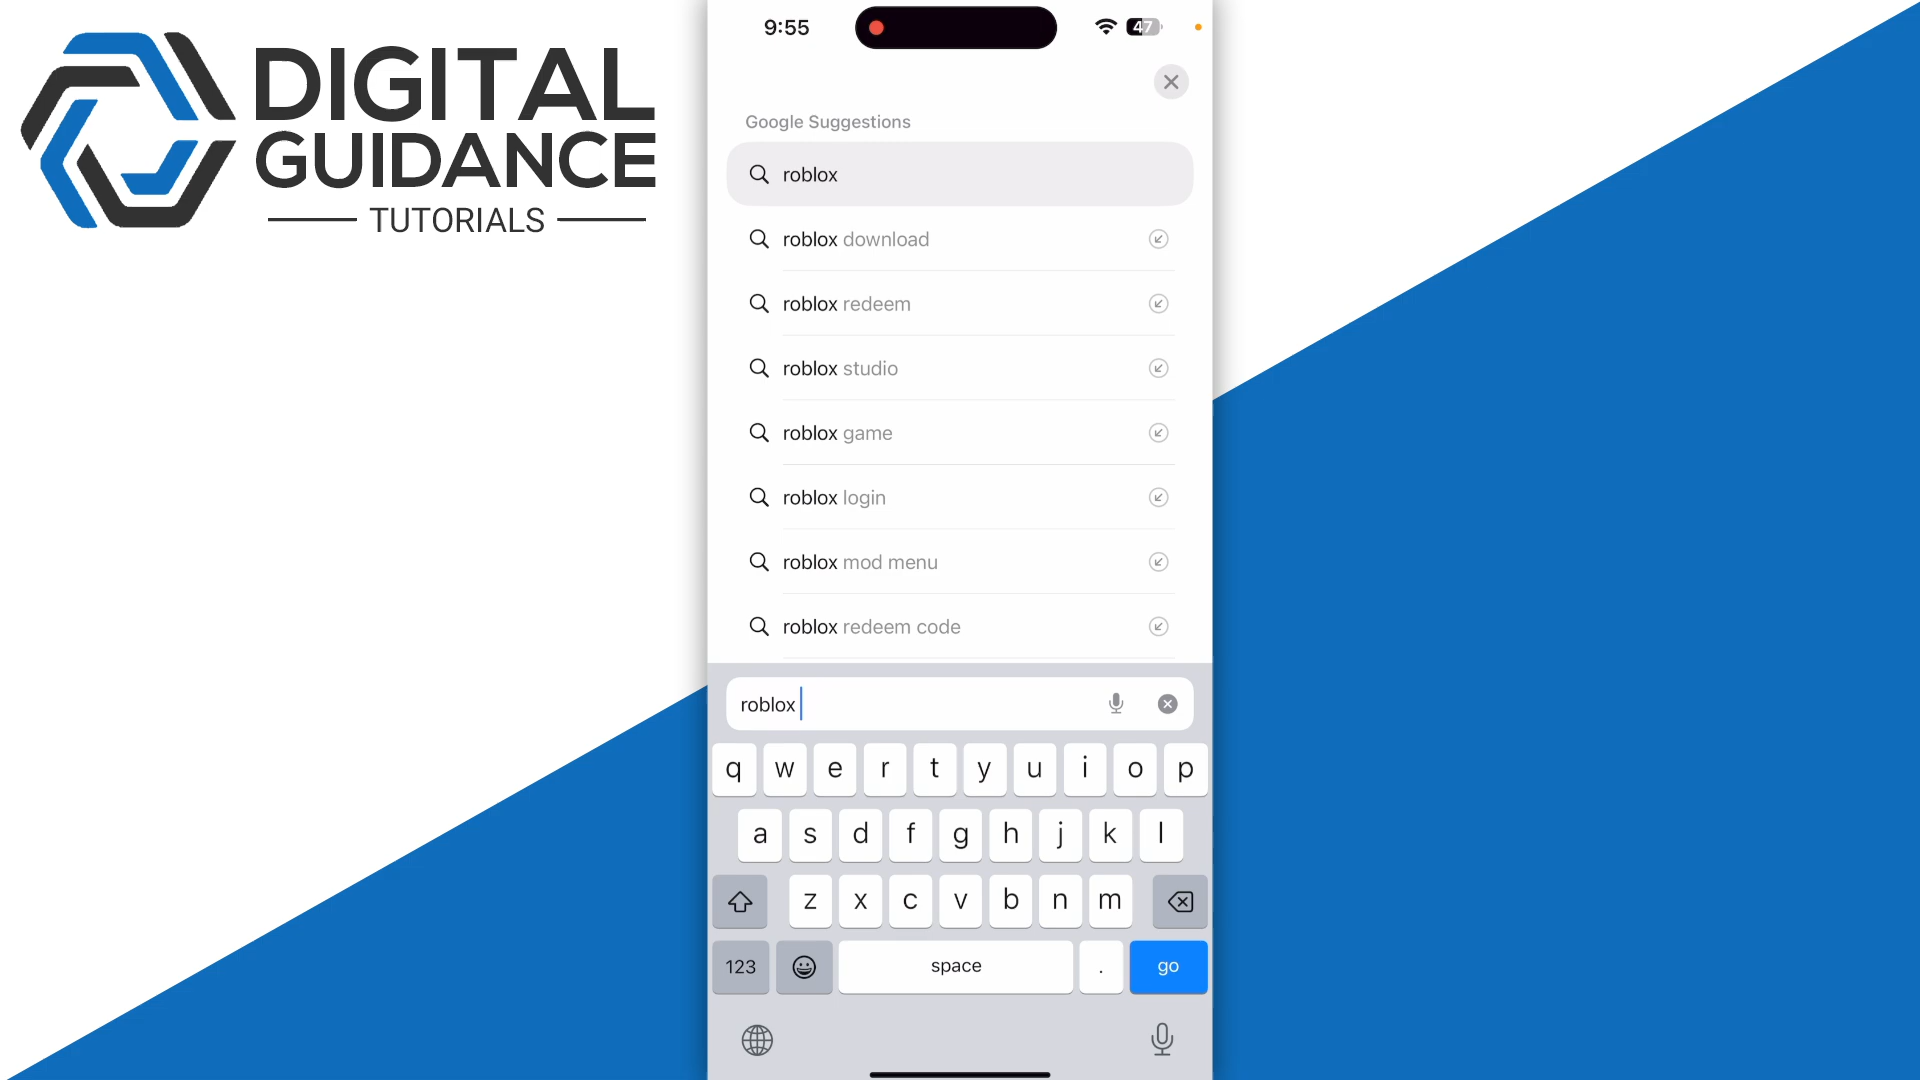 DIGITAL
GUIDANCE
TUTORIALS
9:55
47
Google Suggestions
roblox
roblox download
roblox redeem
roblox studio
roblox game
roblox login
roblox mod menu
roblox redeem code
roblox
q w e r t y u i o p
a s d f g h j k l
z x c v b n m
123 space . go